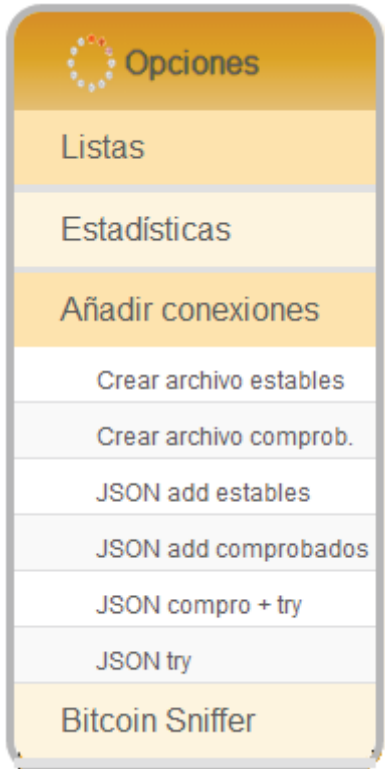 Opciones
Listas
Estadísticas
Añadir conexiones
Crear archivo estables
Crear archivo comprob.
JSON add estables
JSON add comprobados
JSON compro + try
JSON try
Bitcoin Sniffer